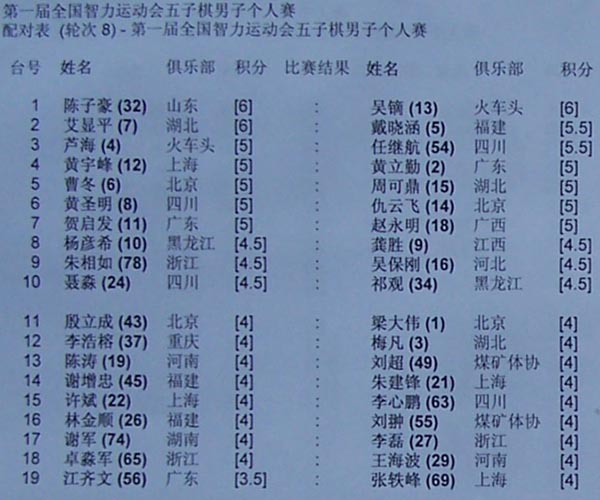 第一届全国智力运动会五子棋男子个人赛
配对表 (轮次 8) - 第一届全国智力运动会五子棋男子个人赛
台号 姓名 俱乐部 积分 比赛结果 姓名 俱乐部 积分
1 陈子豪 (32) 山东 [6] : 吴镝 (13) 火车头 [6]
2 艾显平 (7) 湖北 [6] : 戴晓涵 (5) 福建 [5.5]
3 芦海 (4) 火车头 [5] : 任继航 (54) 四川 [5.5]
4 黄宇峰 (12) 上海 [5] : 黄立勤 (2) 广东 [5]
5 曹冬 (6) 北京 [5] : 周可鼎 (15) 湖北 [5]
6 黄圣明 (8) 四川 [5] : 仇云飞 (14) 北京 [5]
7 贺启发 (11) 广东 [5] : 赵永明 (18) 广西 [5]
8 杨彦希 (10) 黑龙江 [4.5] : 龚胜 (9) 江西 [4.5]
9 朱相如 (78) 浙江 [4.5] : 吴保刚 (16) 河北 [4.5]
10 聂淼 (24) 四川 [4.5] : 祁观 (34) 黑龙江 [4.5]
11 殷立成 (43) 北京 [4] : 梁大伟 (1) 北京 [4]
12 李浩榕 (37) 重庆 [4] : 梅凡 (3) 湖北 [4]
13 陈涛 (19) 河南 [4] : 刘超 (49) 煤矿体协 [4]
14 谢增忠 (45) 福建 [4] : 朱建锋 (21) 上海 [4]
15 许斌 (22) 上海 [4] : 李心鹏 (63) 四川 [4]
16 林金顺 (26) 福建 [4] : 刘翀 (55) 煤矿体协 [4]
17 谢军 (74) 湖南 [4] : 李磊 (27) 浙江 [4]
18 卓淼军 (65) 浙江 [4] : 王海波 (29) 河南 [4]
19 江齐文 (56) 广东 [3.5] : 张轶峰 (69) 上海 [4]